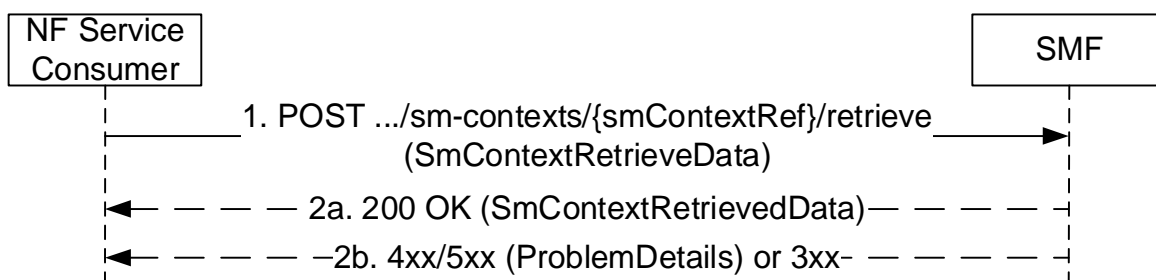 NF Service
Consumer
SMF
1. POST .../sm-contexts/{smContextRef}/retrieve
(SmContextRetrieveData)
2a. 200 OK (SmContextRetrievedData)
2b. 4xx/5xx (ProblemDetails) or 3xx